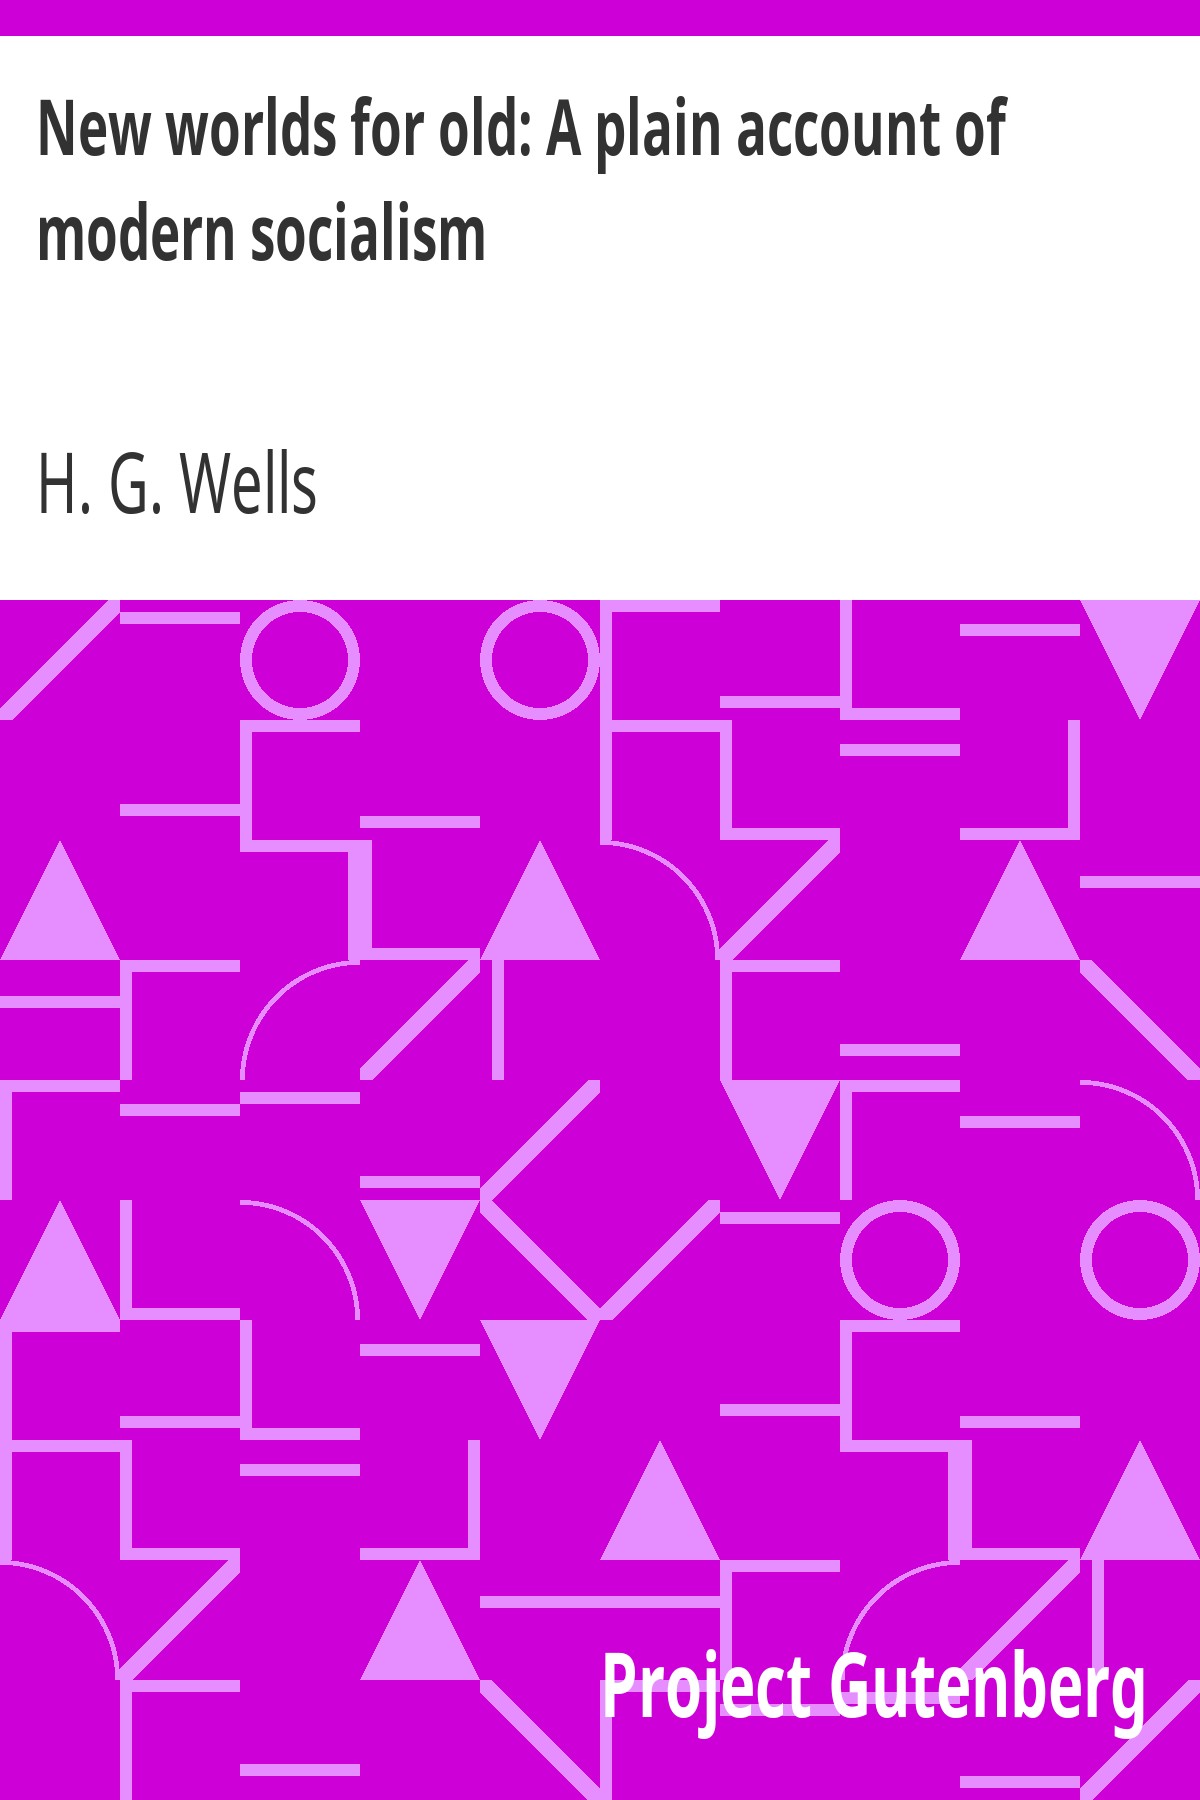 New worlds for old: A plain account of
modern socialism
H. G. Wells
Project Gutenberg